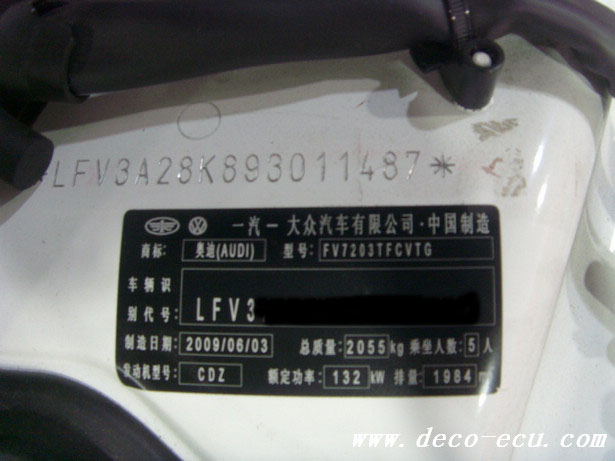 *LFV3A28K893011487*
一汽一大众汽车有限公司·中国制造
商标: 奥迪(AUDI) 型号: FV7203TFCVTG
车辆识
别代号: LFV3
制造日期: 2009/06/03 总质量: 2055 kg 乘坐人数: 5 人
发动机型号: CDZ 额定功率: 132 kW 排量: 1984 m
www.deco-ecu.com